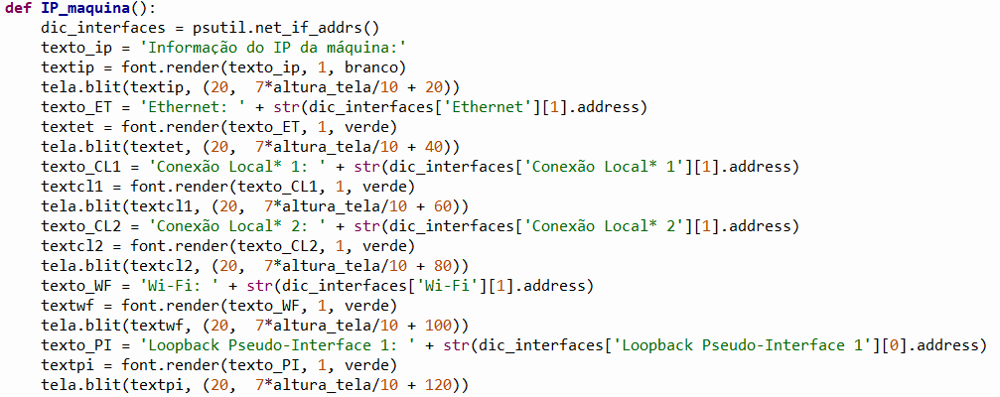 def IP_maquina():
    dic_interfaces = psutil.net_if_addrs()
    texto_ip = 'Informação do IP da máquina:'
    textip = font.render(texto_ip, 1, branco)
    tela.blit(textip, (20,  7*altura_tela/10 + 20))
    texto_ET = 'Ethernet: ' + str(dic_interfaces['Ethernet'][1].address)
    textet = font.render(texto_ET, 1, verde)
    tela.blit(textet, (20,  7*altura_tela/10 + 40))
    texto_CL1 = 'Conexão Local* 1: ' + str(dic_interfaces['Conexão Local* 1'][1].address)
    textcl1 = font.render(texto_CL1, 1, verde)
    tela.blit(textcl1, (20,  7*altura_tela/10 + 60))
    texto_CL2 = 'Conexão Local* 2: ' + str(dic_interfaces['Conexão Local* 2'][1].address)
    textcl2 = font.render(texto_CL2, 1, verde)
    tela.blit(textcl2, (20,  7*altura_tela/10 + 80))
    texto_WF = 'Wi-Fi: ' + str(dic_interfaces['Wi-Fi'][1].address)
    textwf = font.render(texto_WF, 1, verde)
    tela.blit(textwf, (20,  7*altura_tela/10 + 100))
    texto_PI = 'Loopback Pseudo-Interface 1: ' + str(dic_interfaces['Loopback Pseudo-Interface 1'][0].address)
    textpi = font.render(texto_PI, 1, verde)
    tela.blit(textpi, (20,  7*altura_tela/10 + 120))